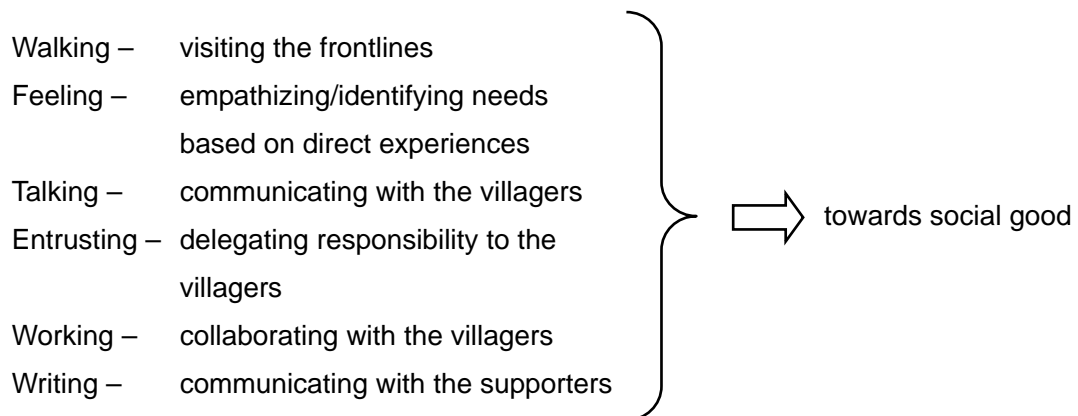 Walking – visiting the frontlines
Feeling – empathizing/identifying needs
based on direct experiences
Talking – communicating with the villagers
Entrusting – delegating responsibility to the
villagers
Working – collaborating with the villagers
Writing – communicating with the supporters
towards social good